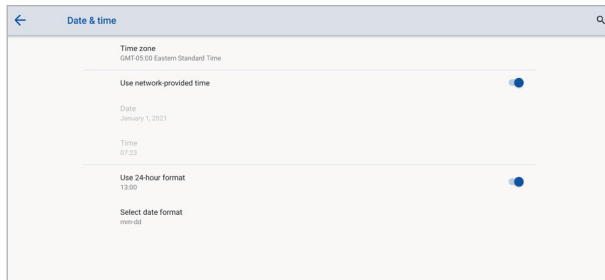 Date & time
Time zone
GMT-05:00 Eastern Standard Time
Use network-provided time
Date
January 1, 2021
Time
07:23
Use 24-hour format
13:00
Select date format
mm-dd